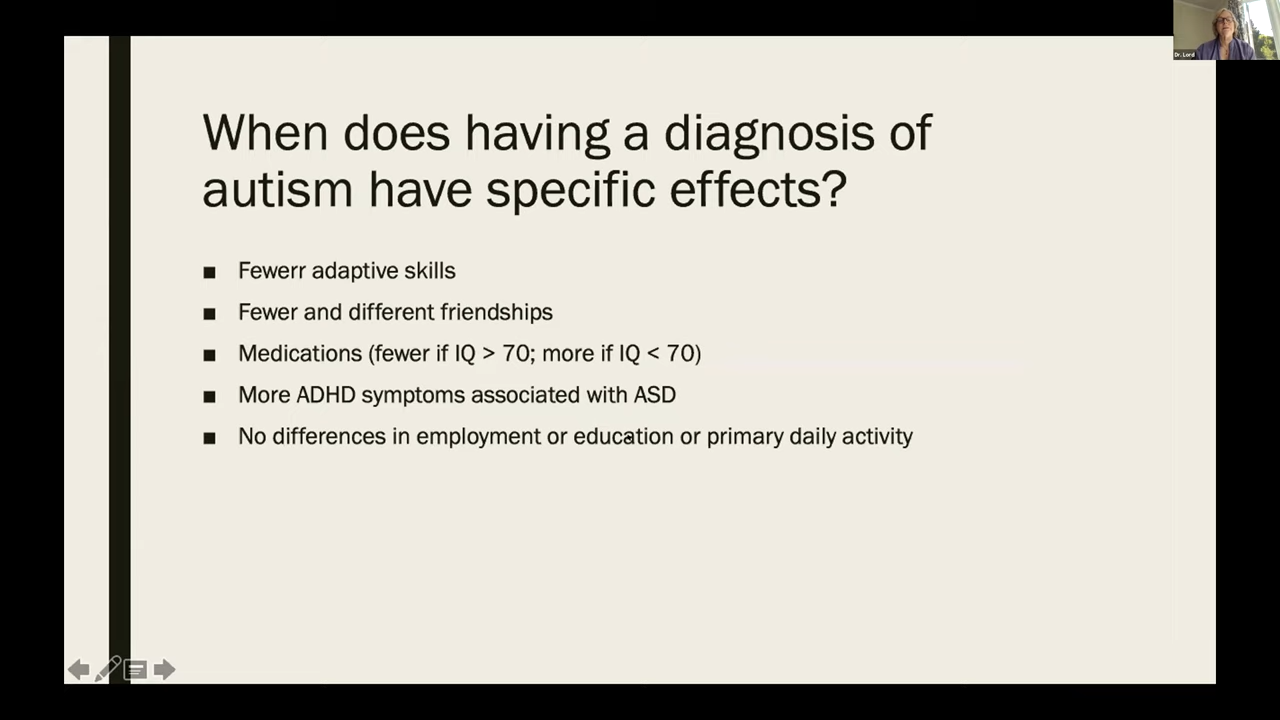 Dr. Lord
When does having a diagnosis of
autism have specific effects?
■ Fewerr adaptive skills
■ Fewer and different friendships
■ Medications (fewer if IQ > 70; more if IQ < 70)
■ More ADHD symptoms associated with ASD
■ No differences in employment or education or primary daily activity